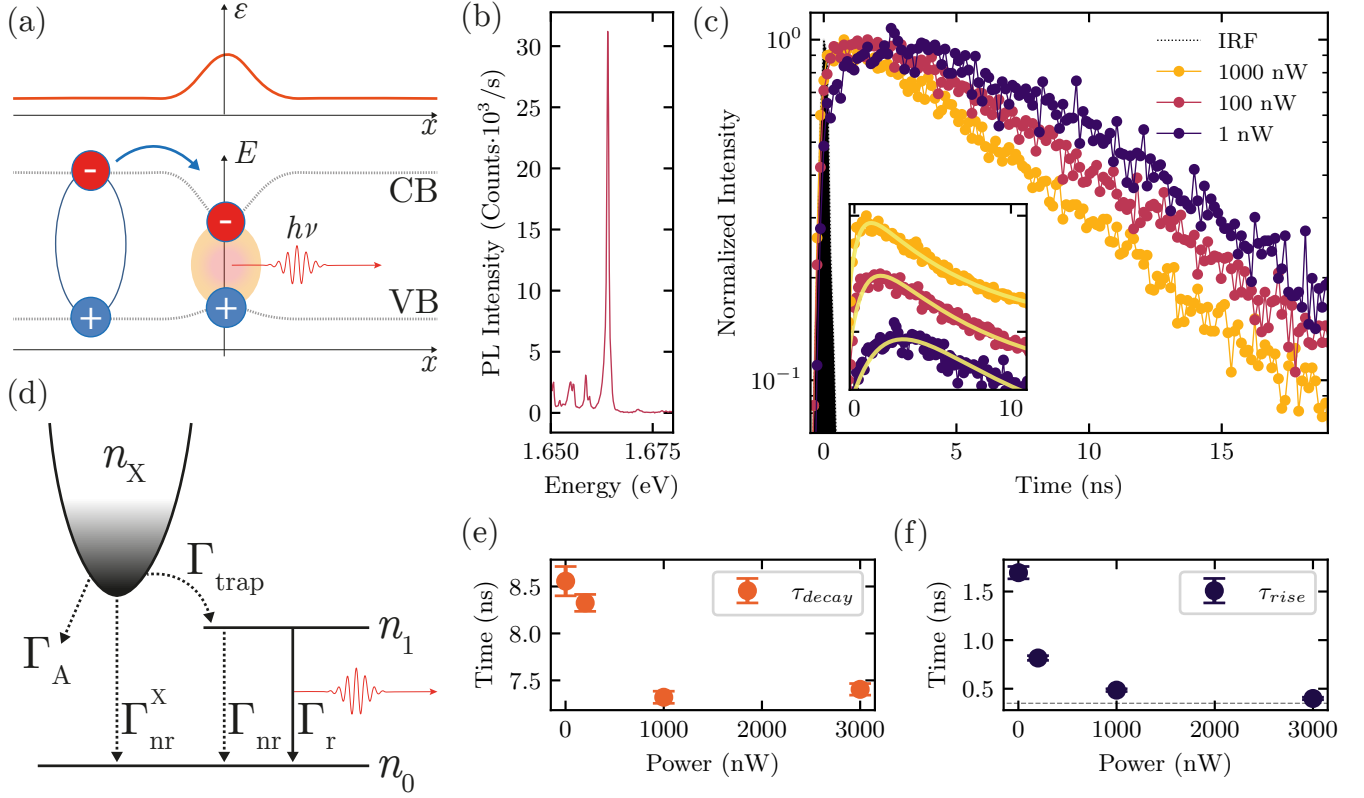 (a)
ε
x
-
E
CB
-
hν
VB
+
+
x
(b)
PL Intensity (Counts·10³/s)
30
25
20
15
10
5
0
1.650
1.675
Energy (eV)
(c)
Normalized Intensity
10⁰
10⁻¹
IRF
1000 nW
100 nW
1 nW
0
10
0
5
10
15
Time (ns)
(d)
n_X
Γ_trap
n_1
Γ_A
Γ^X_nr
Γ_nr
Γ_r
n_0
(e)
Time (ns)
8.5
8.0
7.5
τ_decay
0
1000
2000
3000
Power (nW)
(f)
Time (ns)
1.5
1.0
0.5
τ_rise
0
1000
2000
3000
Power (nW)